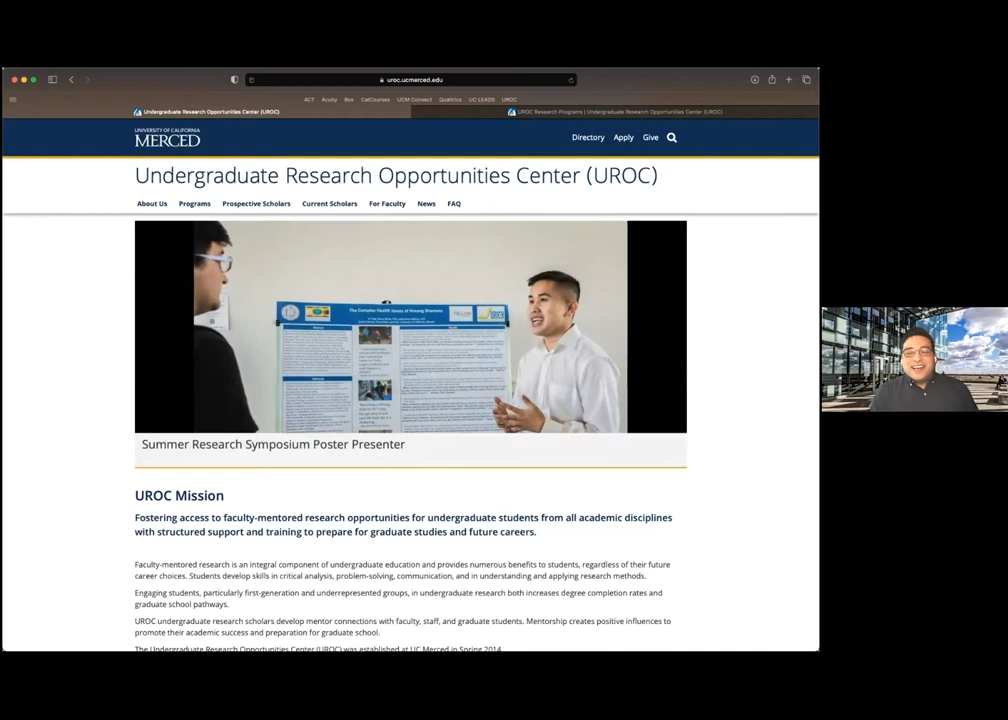 uroc.ucmerced.edu
ACT Acuity Box CatCourses UCM Connect Qualtrics UC LEADS UROC
Undergraduate Research Opportunities Center (UROC)
UROC Research Programs | Undergraduate Research Opportunities Center (UROC)
UNIVERSITY OF CALIFORNIA
MERCED
Directory Apply Give
Undergraduate Research Opportunities Center (UROC)
About Us Programs Prospective Scholars Current Scholars For Faculty News FAQ
The Complex Health Issues of Hmong Shamans
Summer Research Symposium Poster Presenter
UROC Mission
Fostering access to faculty-mentored research opportunities for undergraduate students from all academic disciplines
with structured support and training to prepare for graduate studies and future careers.
Faculty-mentored research is an integral component of undergraduate education and provides numerous benefits to students, regardless of their future
career choices. Students develop skills in critical analysis, problem-solving, communication, and in understanding and applying research methods.
Engaging students, particularly first-generation and underrepresented groups, in undergraduate research both increases degree completion rates and
graduate school pathways.
UROC undergraduate research scholars develop mentor connections with faculty, staff, and graduate students. Mentorship creates positive influences to
promote their academic success and preparation for graduate school.
The Undergraduate Research Opportunities Center (UROC) was established at UC Merced in Spring 2014